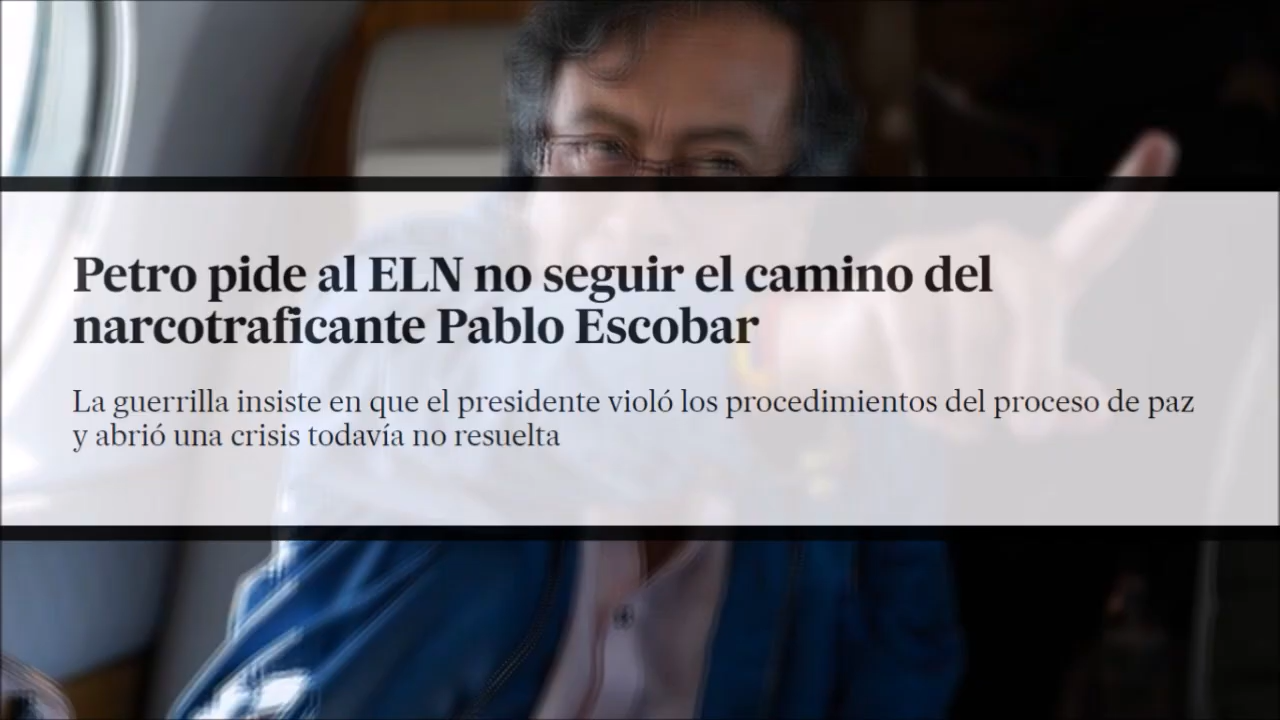 Petro pide al ELN no seguir el camino del
narcotraficante Pablo Escobar
La guerrilla insiste en que el presidente violó los procedimientos del proceso de paz
y abrió una crisis todavía no resuelta